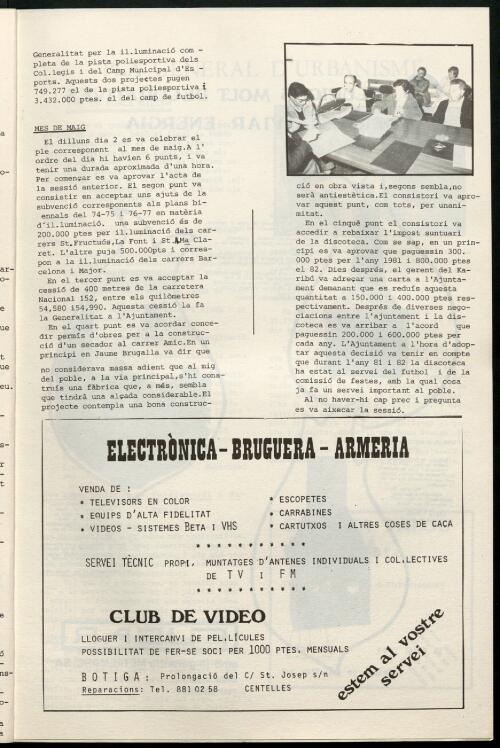 Generalitat per la il.luminació com -
pleta de la pista poliesportiva dels
Col.legis i del Camp Municipal d'Es -
ports. Aquests dos projectes pugen
749.277 el de la pista poliesportiva i
3.432.000 ptes. el del camp de futbol.
MES DE MAIG
El dilluns dia 2 es va celebrar el
ple corresponent al mes de maig.A l'
ordre del dia hi havien 6 punts, i va
tenir una durada aproximada d'una hora.
Per començar es va aprovar l'acta de
la sessió anterior. El segon punt va
consistir en acceptar uns ajuts de la
subvenció corresponents als plans bi-
ennals del 74-75 i 76-77 en matèria
d'il.luminació. una subvenció és de
200.000 ptes per il.luminació dels car-
rers St,Fructuós,La Font i St.A.Ma Cla-
ret. L'altre puja 500.000pts i corres-
pon a la il.luminació dels carrers Bar-
celona i Major.
En el tercer punt es va acceptar la
cessió de 400 metres de la carretera
Nacional 152, entre els quilòmetres
54,580 i54,990. Aquesta cessió la fa
la Generalitat a l'Ajuntament.
En el quart punt es va acordar conce-
dir permís d'obres per a la construc-
ció d'un secador al carrer Amic.En un
principi en Jaume Brugalla va dir que
no considerava massa adient que al mig
del poble, a la via principal,s'hi cons-
truís una fàbrica que, a més, sembla
que tindrà una alçada considerable.El
projecte contempla una bona construc-
ció en obra vista i,segons sembla,no
serà antiestètica.El consistori va apro-
var aquest punt, com tots, per unani-
mitat.
En el cinquè punt el consistori va
accedir a rebaixar l'impost suntuari
de la discoteca. Com se sap, en un prin-
cipi es va aprovar que paguessin 300.
000 ptes per l'any 1981 i 800.000 ptes
el 82. Dies després, el gerent del Ka-
ribó va adreçar una carta a l'Ajunta-
ment demanant que es reduís aquesta
quantitat a 150.000 i 400.000 ptes res-
pectivament. Després de diverses nego-
ciacions entre l'ajuntament i la dis-
coteca es va arribar a l'acord que
paguessin 200.000 i 600.000 ptes per
cada any. L'Ajuntament a l'hora d'adop-
tar aquesta decisió va tenir en compte
que durant l'any 81 i 82 la discoteca
ha estat al servei del futbol i de la
comissió de festes, amb la qual cosa
ja fa un servei important al poble.
Al no haver-hi cap prec i pregunta
es va aixecar la sessió.
ELECTRÒNICA - BRUGUERA - ARMERIA
VENDA DE :
* TELEVISORS EN COLOR
* EQUIPS D'ALTA FIDELITAT
* VIDEOS - SISTEMES BETA I VHS
* ESCOPETES
* CARRABINES
* CARTUTXOS I ALTRES COSES DE CAÇA
* * * * * * * * * * *
SERVEI TÈCNIC PROPI, MUNTATGES D'ANTENES INDIVIDUALS I COL.LECTIVES
DE TV I FM
* * * * * * * * * * *
CLUB DE VIDEO
LLOGUER I INTERCANVI DE PEL.LÍCULES
POSSIBILITAT DE FER-SE SOCI PER 1000 PTES. MENSUALS
BOTIGA: Prolongació del C/ St. Josep s/n
Reparacions: Tel. 881 02 58 CENTELLES
estem al vostre
servei